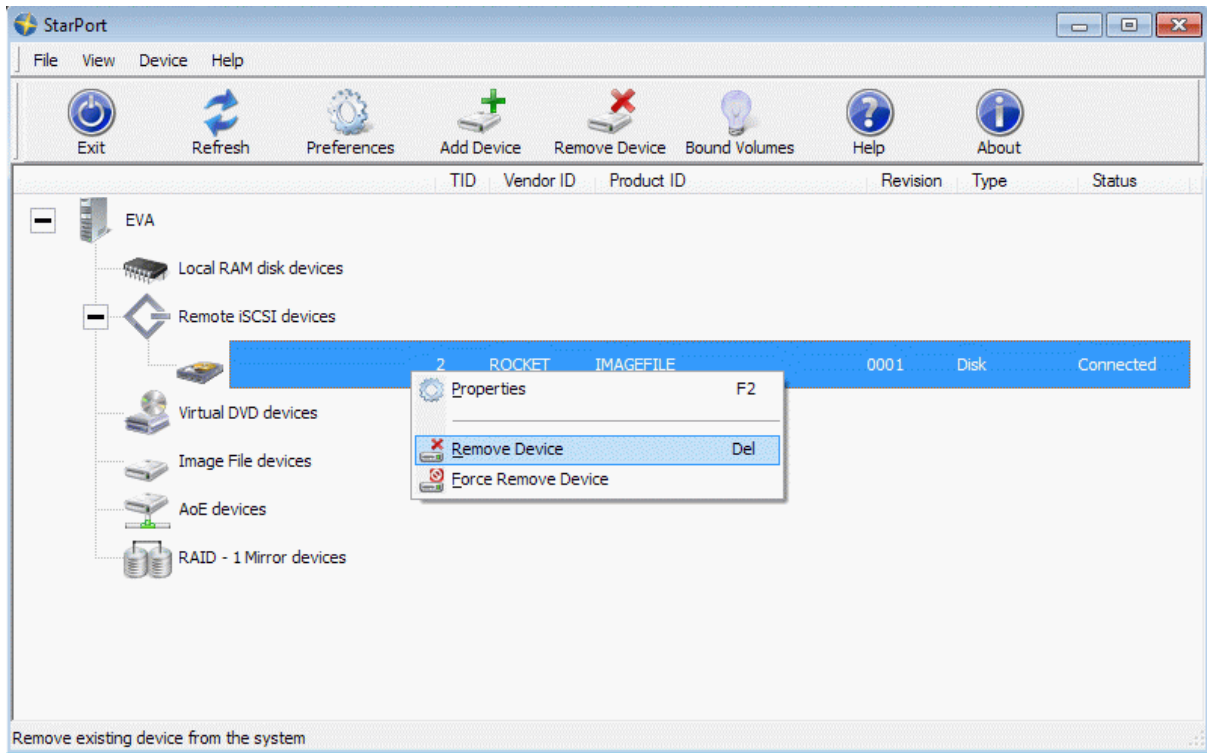 StarPort
File View Device Help
Exit Refresh Preferences Add Device Remove Device Bound Volumes Help About
TID Vendor ID Product ID Revision Type Status
EVA
Local RAM disk devices
Remote iSCSI devices
2 ROCKET IMAGEFILE 0001 Disk Connected
Properties F2
Virtual DVD devices
Remove Device Del
Image File devices
Force Remove Device
AoE devices
RAID - 1 Mirror devices
Remove existing device from the system